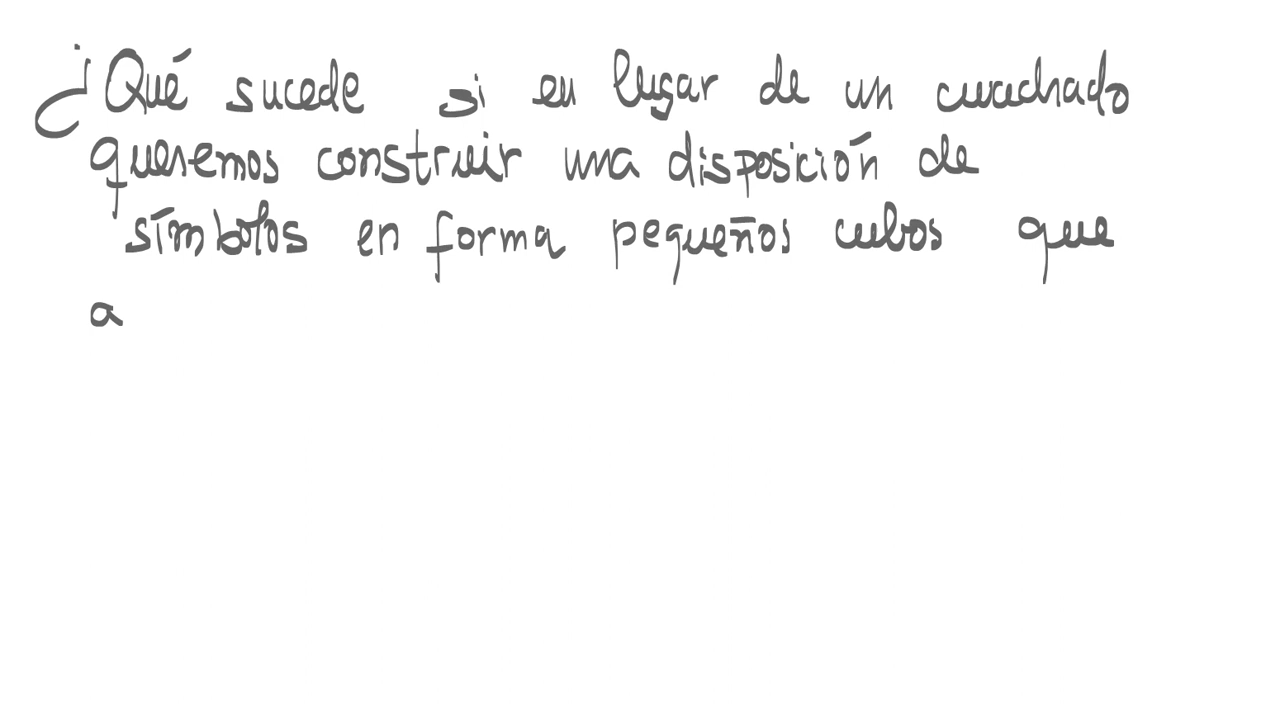 ¿Qué sucede si en lugar de un cuadrado
queremos construir una disposición de
símbolos en forma pequeños cubos que
a